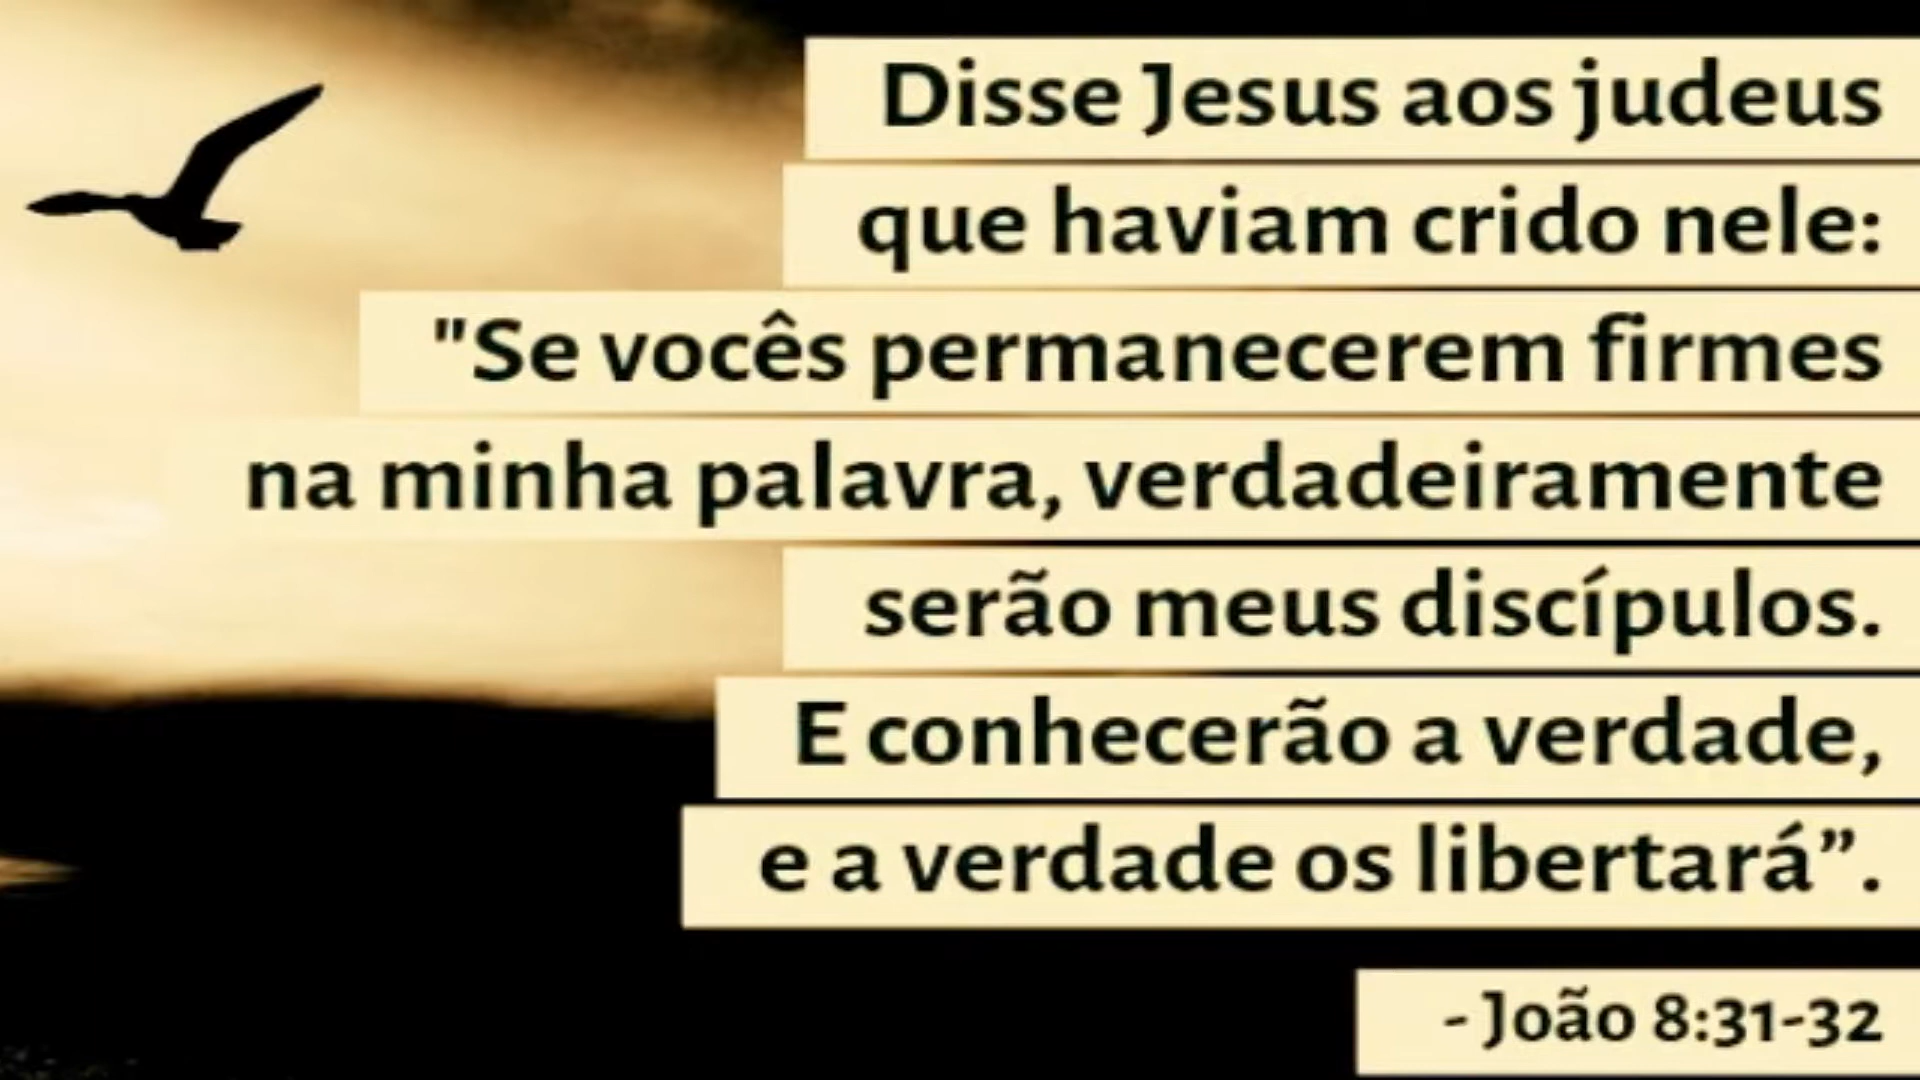 Disse Jesus aos judeus
que haviam crido nele:
"Se vocês permanecerem firmes
na minha palavra, verdadeiramente
serão meus discípulos.
E conhecerão a verdade,
e a verdade os libertará”.
- João 8:31-32